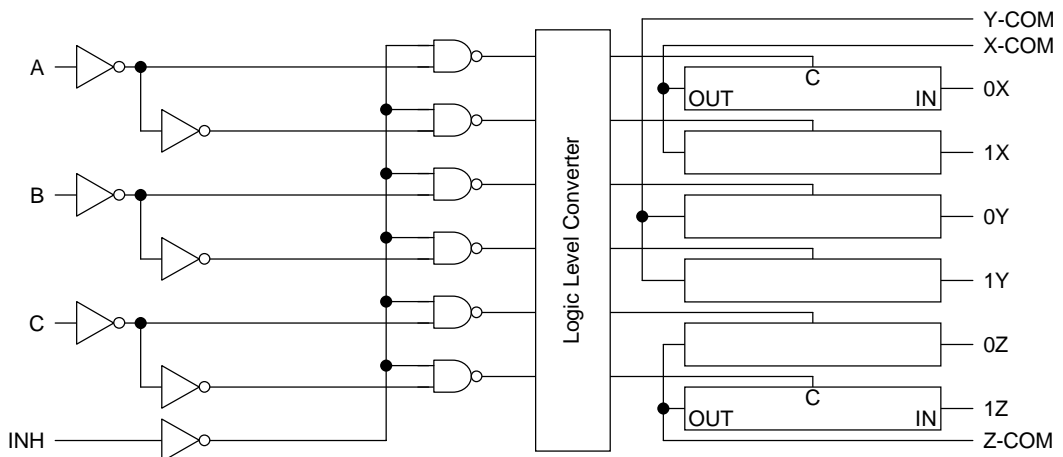 Y-COM
X-COM
A
C
OUT
IN
0X
1X
B
0Y
1Y
Logic Level Converter
C
0Z
C
OUT
IN
1Z
INH
Z-COM